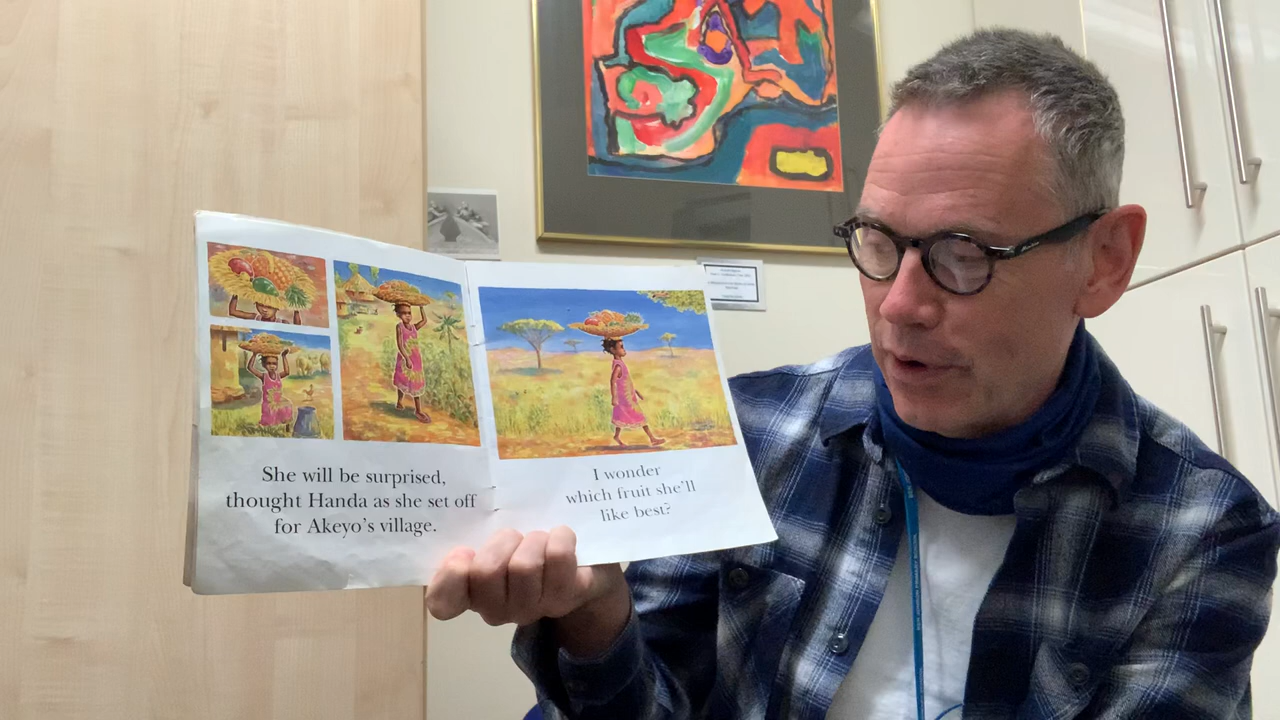 She will be surprised,
thought Handa as she set off
for Akeyo's village.
I wonder
which fruit she'll
like best?